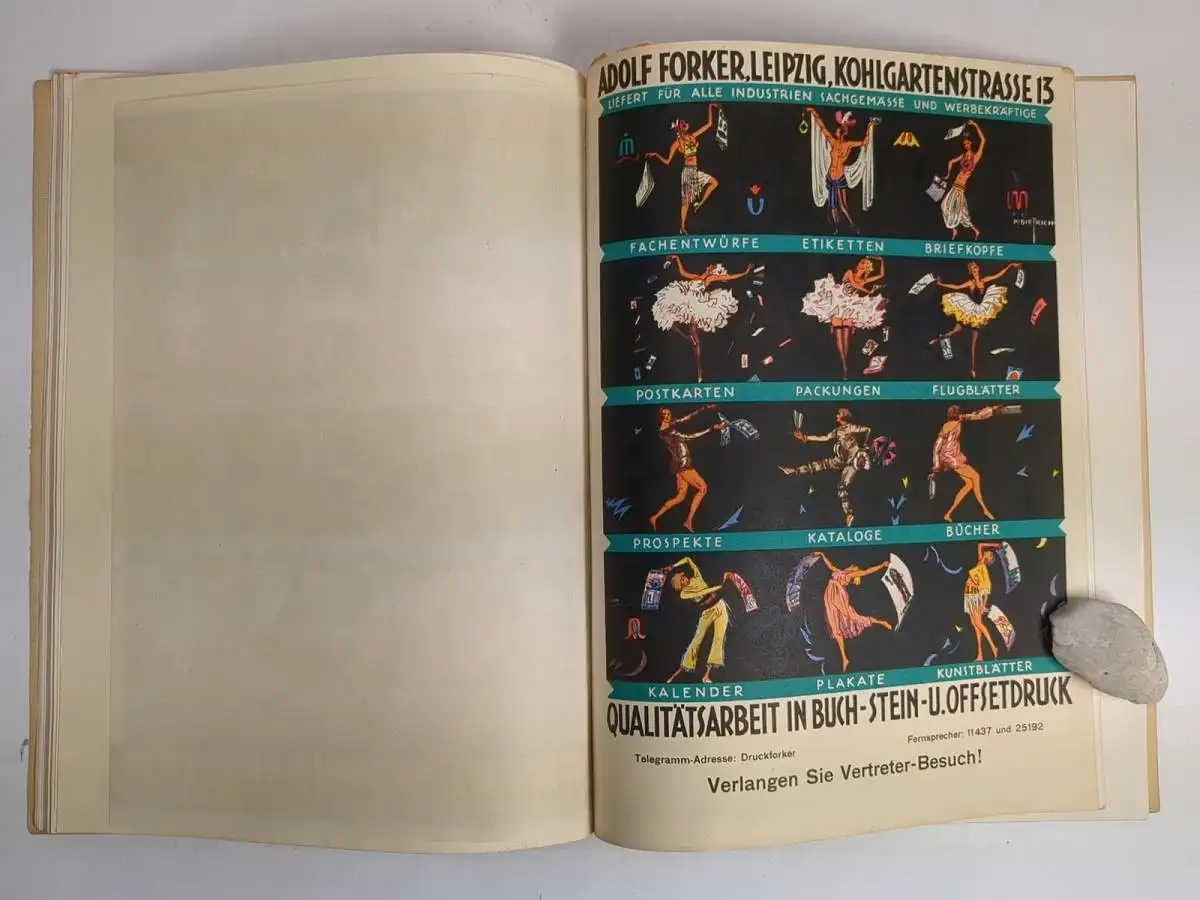 ADOLF FORKER, LEIPZIG, KOHLGARTENSTRASSE 13
LIEFERT FÜR ALLE INDUSTRIEN SACHGEMÄSSE UND WERBEKRÄFTIGE
FACHENTWÜRFE ETIKETTEN BRIEFKÖPFE
POSTKARTEN PACKUNGEN FLUGBLÄTTER
PROSPEKTE KATALOGE BÜCHER
KALENDER PLAKATE KUNSTBLÄTTER
QUALITÄTSARBEIT IN BUCH-STEIN-U. OFFSETDRUCK
Telegramm-Adresse: Druckforker Fernsprecher: 11437 und 25192
Verlangen Sie Vertreter-Besuch!